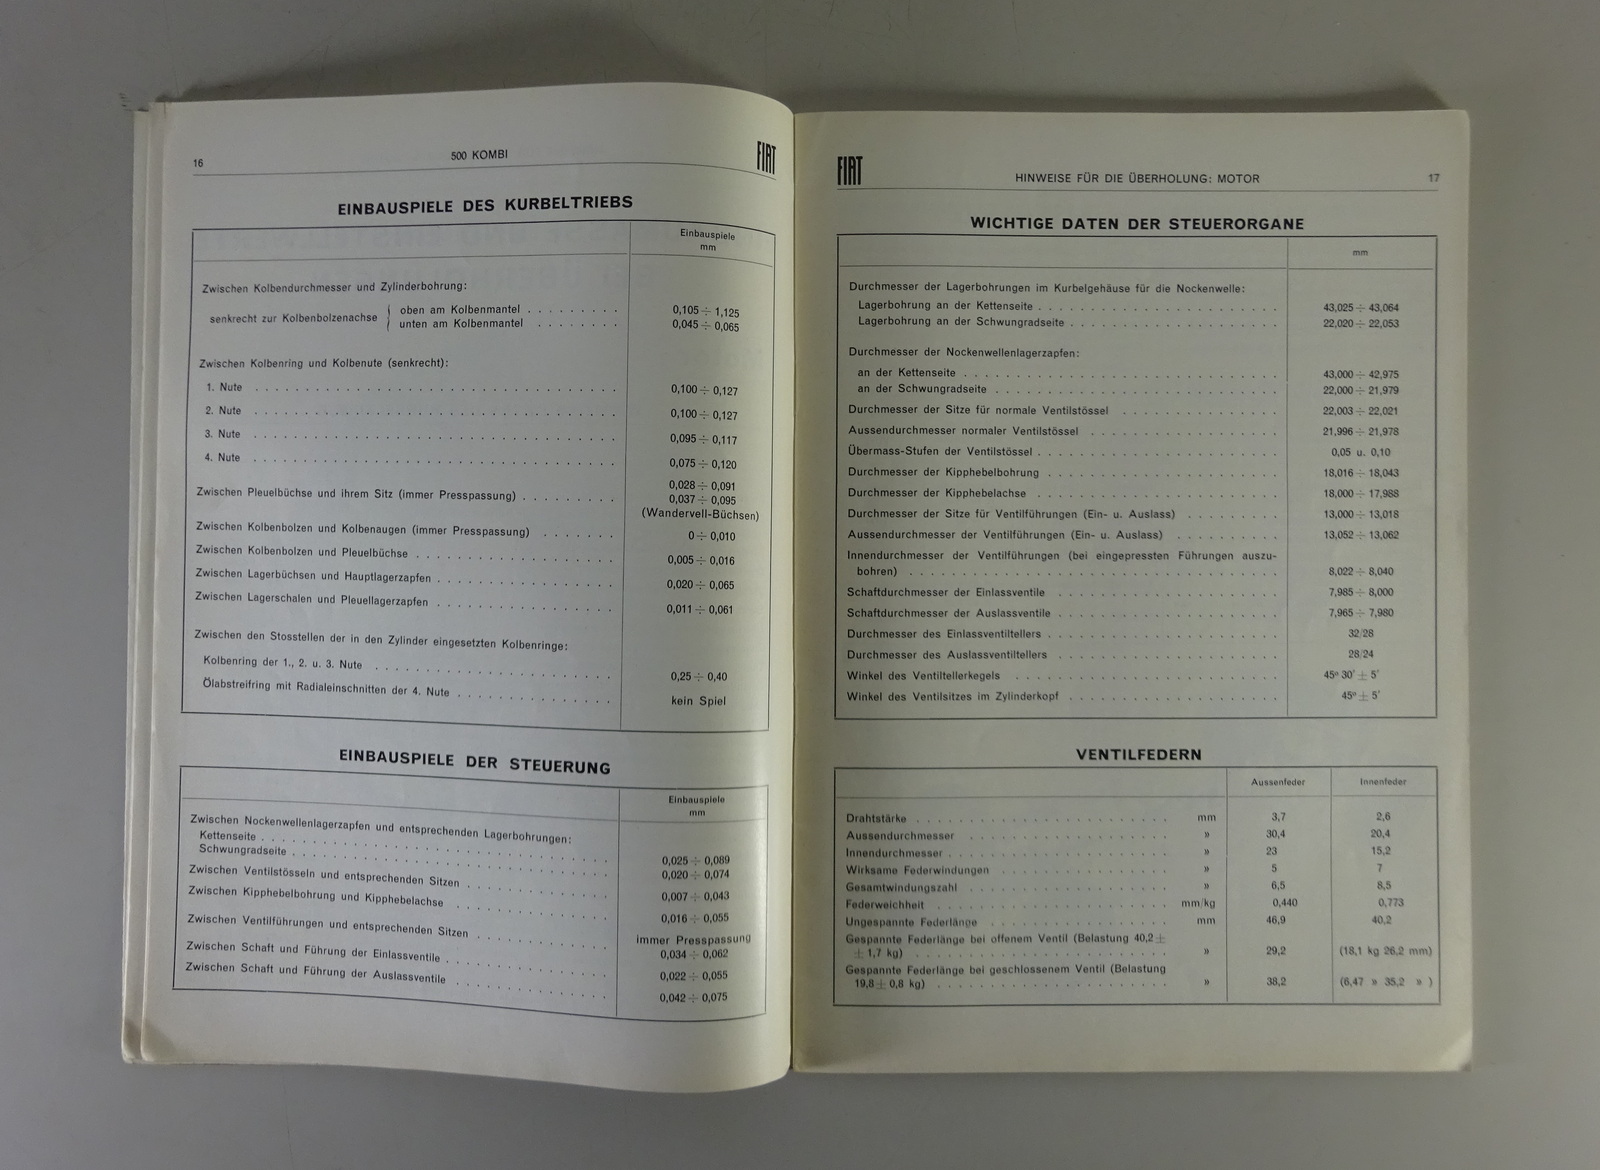 16
500 KOMBI
FIAT
EINBAUSPIELE DES KURBELTRIEBS
Einbauspiele
mm
Zwischen Kolbendurchmesser und Zylinderbohrung:
senkrecht zur Kolbenbolzenachse { oben am Kolbenmantel . . . . . . . . . 0,105 ÷ 1,125
unten am Kolbenmantel . . . . . . . . 0,045 ÷ 0,065
Zwischen Kolbenring und Kolbenute (senkrecht):
1. Nute . . . . . . . . 0,100 ÷ 0,127
2. Nute . . . . . . . . 0,100 ÷ 0,127
3. Nute . . . . . . . . 0,095 ÷ 0,117
4. Nute . . . . . . . . 0,075 ÷ 0,120
0,028 ÷ 0,091
Zwischen Pleuelbüchse und ihrem Sitz (immer Presspassung) . . . . . . . . 0,037 ÷ 0,095
(Wandervell-Büchsen)
Zwischen Kolbenbolzen und Kolbenaugen (immer Presspassung) . . . . . . . 0 ÷ 0,010
Zwischen Kolbenbolzen und Pleuelbüchse . . . . . . . . 0,005 ÷ 0,016
Zwischen Lagerbüchsen und Hauptlagerzapfen . . . . . . . . 0,020 ÷ 0,065
Zwischen Lagerschalen und Pleuellagerzapfen . . . . . . . . 0,011 ÷ 0,061
Zwischen den Stosstellen der in den Zylinder eingesetzten Kolbenringe:
Kolbenring der 1., 2. u. 3. Nute . . . . . . . . 0,25 ÷ 0,40
Ölabstreifring mit Radialeinschnitten der 4. Nute . . . . . . . . kein Spiel
EINBAUSPIELE DER STEUERUNG
Einbauspiele
mm
Zwischen Nockenwellenlagerzapfen und entsprechenden Lagerbohrungen:
Kettenseite . . . . . . . . 0,025 ÷ 0,089
Schwungradseite . . . . . . . . 0,020 ÷ 0,074
Zwischen Ventilstösseln und entsprechenden Sitzen . . . . . . . . 0,007 ÷ 0,043
Zwischen Kipphebelbohrung und Kipphebelachse . . . . . . . . 0,016 ÷ 0,055
immer Presspassung
Zwischen Ventilführungen und entsprechenden Sitzen . . . . . . . . 0,034 ÷ 0,062
Zwischen Schaft und Führung der Einlassventile . . . . . . . . 0,022 ÷ 0,055
Zwischen Schaft und Führung der Auslassventile . . . . . . . . 0,042 ÷ 0,075
FIAT
HINWEISE FÜR DIE ÜBERHOLUNG: MOTOR
17
WICHTIGE DATEN DER STEUERORGANE
mm
Durchmesser der Lagerbohrungen im Kurbelgehäuse für die Nockenwelle:
Lagerbohrung an der Kettenseite . . . . . . . . 43,025 ÷ 43,064
Lagerbohrung an der Schwungradseite . . . . . . . . 22,020 ÷ 22,053
Durchmesser der Nockenwellenlagerzapfen:
an der Kettenseite . . . . . . . . 43,000 ÷ 42,975
an der Schwungradseite . . . . . . . . 22,000 ÷ 21,979
Durchmesser der Sitze für normale Ventilstössel . . . . . . . . 22,003 ÷ 22,021
Aussendurchmesser normaler Ventilstössel . . . . . . . . 21,996 ÷ 21,978
Übermass-Stufen der Ventilstössel . . . . . . . . 0,05 u. 0,10
Durchmesser der Kipphebelbohrung . . . . . . . . 18,016 ÷ 18,043
Durchmesser der Kipphebelachse . . . . . . . . 18,000 ÷ 17,988
Durchmesser der Sitze für Ventilführungen (Ein- u. Auslass) . . . . . . . . 13,000 ÷ 13,018
Aussendurchmesser der Ventilführungen (Ein- u. Auslass) . . . . . . . . 13,052 ÷ 13,062
Innendurchmesser der Ventilführungen (bei eingepressten Führungen auszu-
bohren) . . . . . . . . 8,022 ÷ 8,040
Schaftdurchmesser der Einlassventile . . . . . . . . 7,985 ÷ 8,000
Schaftdurchmesser der Auslassventile . . . . . . . . 7,965 ÷ 7,980
Durchmesser des Einlassventiltellers . . . . . . . . 32/28
Durchmesser des Auslassventiltellers . . . . . . . . 28/24
Winkel des Ventiltellerkegels . . . . . . . . 45º 30' ± 5'
Winkel des Ventilsitzes im Zylinderkopf . . . . . . . . 45º ± 5'
VENTILFEDERN
Aussenfeder Innenfeder
Drahtstärke . . . . . . . . mm 3,7 2,6
Aussendurchmesser . . . . . . . . » 30,4 20,4
Innendurchmesser . . . . . . . . » 23 15,2
Wirksame Federwindungen . . . . . . . . » 5 7
Gesamtwindungszahl . . . . . . . . » 6,5 8,5
Federweichheit . . . . . . . . mm/kg 0,440 0,773
Ungespannte Federlänge . . . . . . . . mm 46,9 40,2
Gespannte Federlänge bei offenem Ventil (Belastung 40,2 ±
± 1,7 kg) . . . . . . . . » 29,2 (18,1 kg 26,2 mm)
Gespannte Federlänge bei geschlossenem Ventil (Belastung
19,8 ± 0,8 kg) . . . . . . . . » 38,2 (6,47 » 35,2 » )